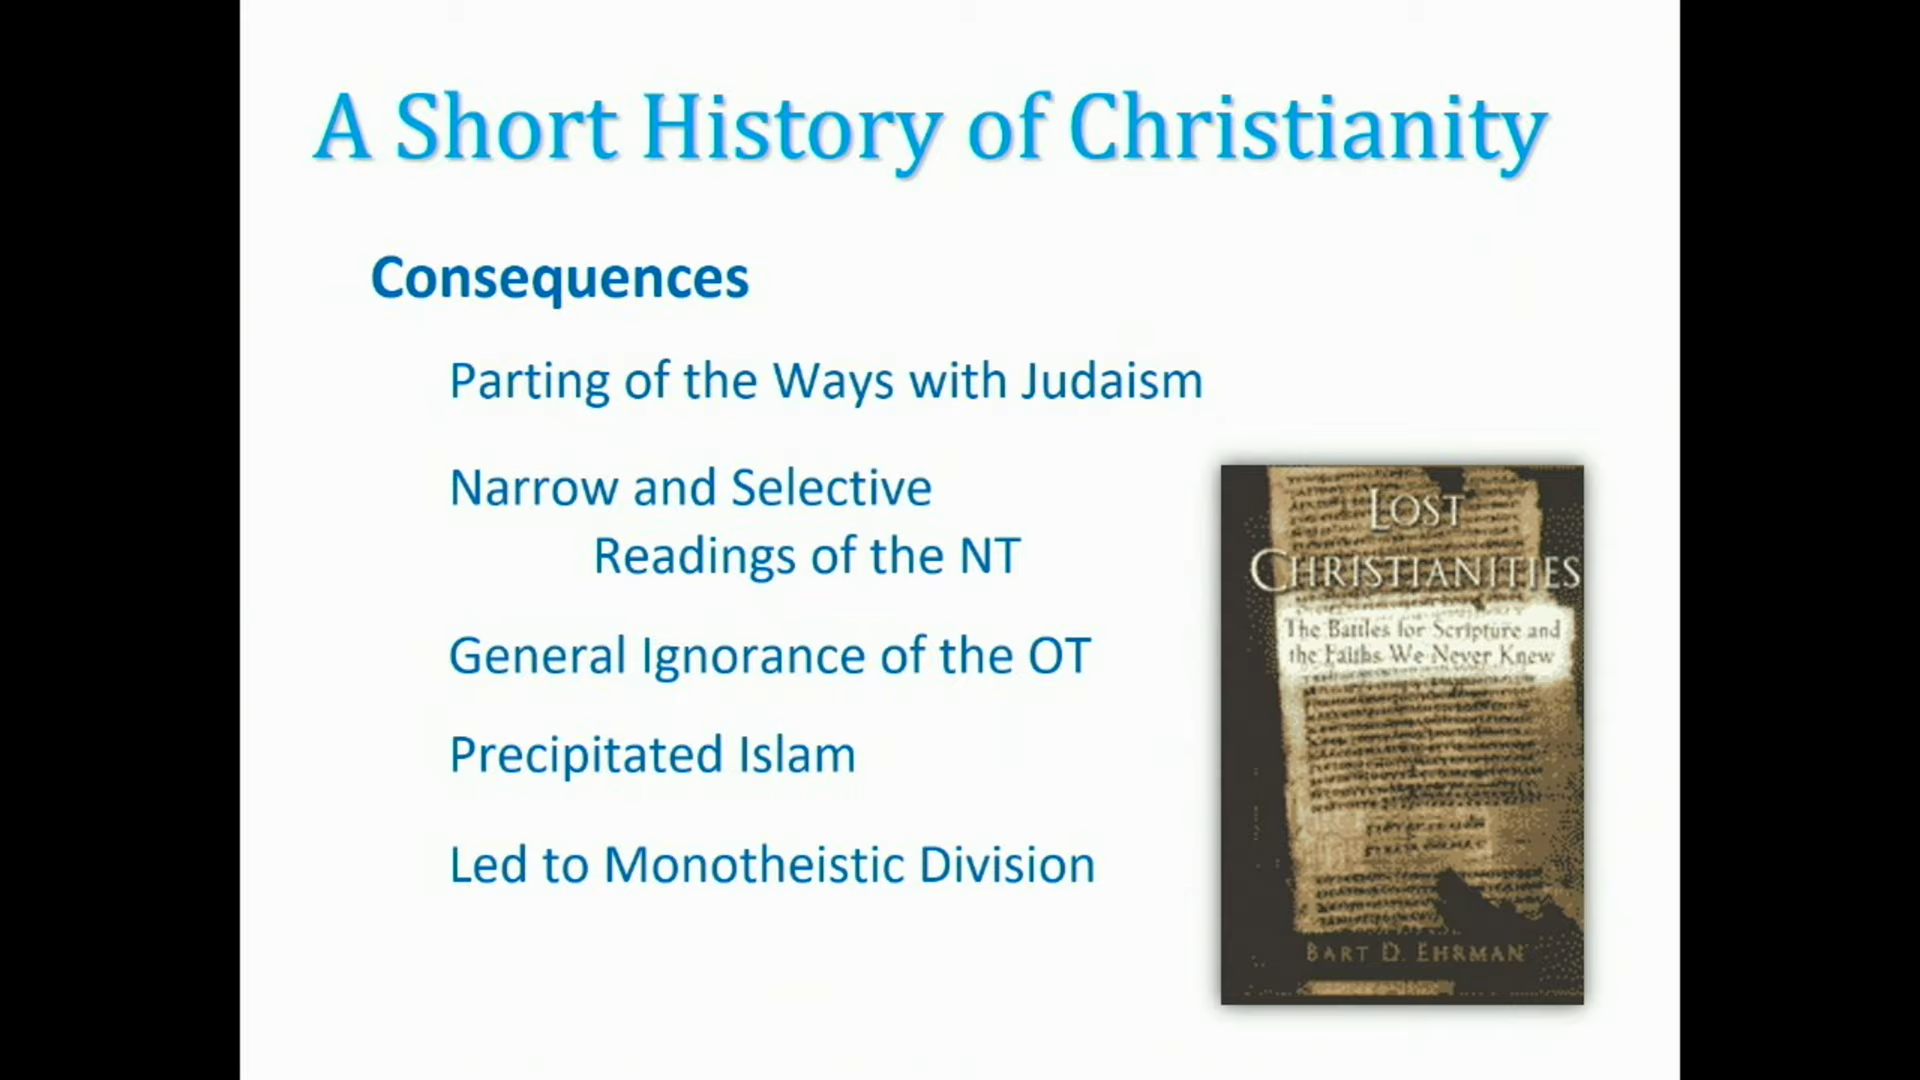 A Short History of Christianity
Consequences
Parting of the Ways with Judaism
Narrow and Selective
Readings of the NT
General Ignorance of the OT
Precipitated Islam
Led to Monotheistic Division
LOST
CHRISTIANITIES
The Battles for Scripture and
the Faiths We Never Knew
BART D. EHRMAN